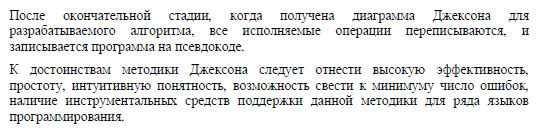 После окончательной стадии, когда получена диаграмма Джексона для
разрабатываемого алгоритма, все исполняемые операции переписываются, и
записывается программа на псевдокоде.
К достоинствам методики Джексона следует отнести высокую эффективность,
простоту, интуитивную понятность, возможность свести к минимуму число ошибок,
наличие инструментальных средств поддержки данной методики для ряда языков
программирования.